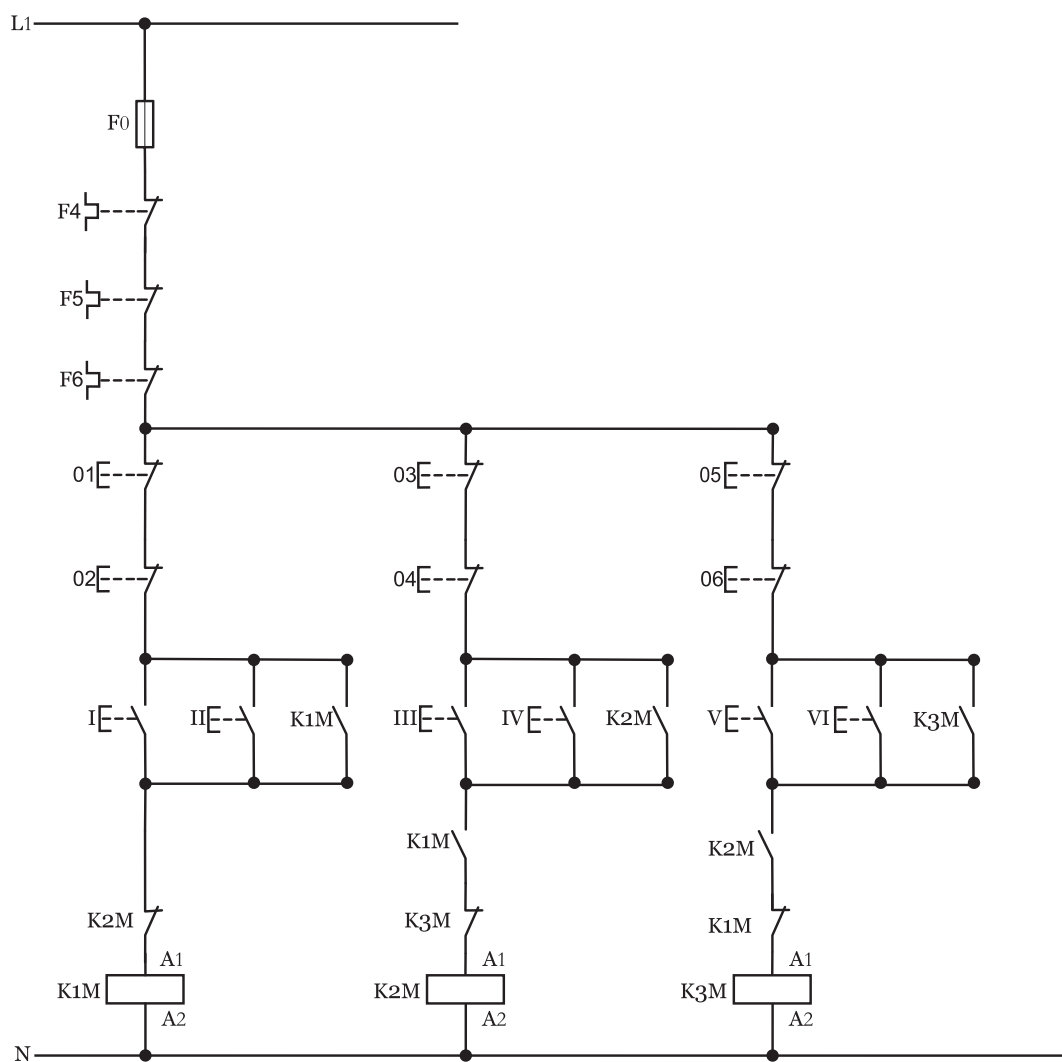 L1
F0
F4
F5
F6
01 03 05
02 04 06
I II K1M III IV K2M V VI K3M
K1M K2M
K2M K3M K1M
A1 A1 A1
K1M K2M K3M
A2 A2 A2
N